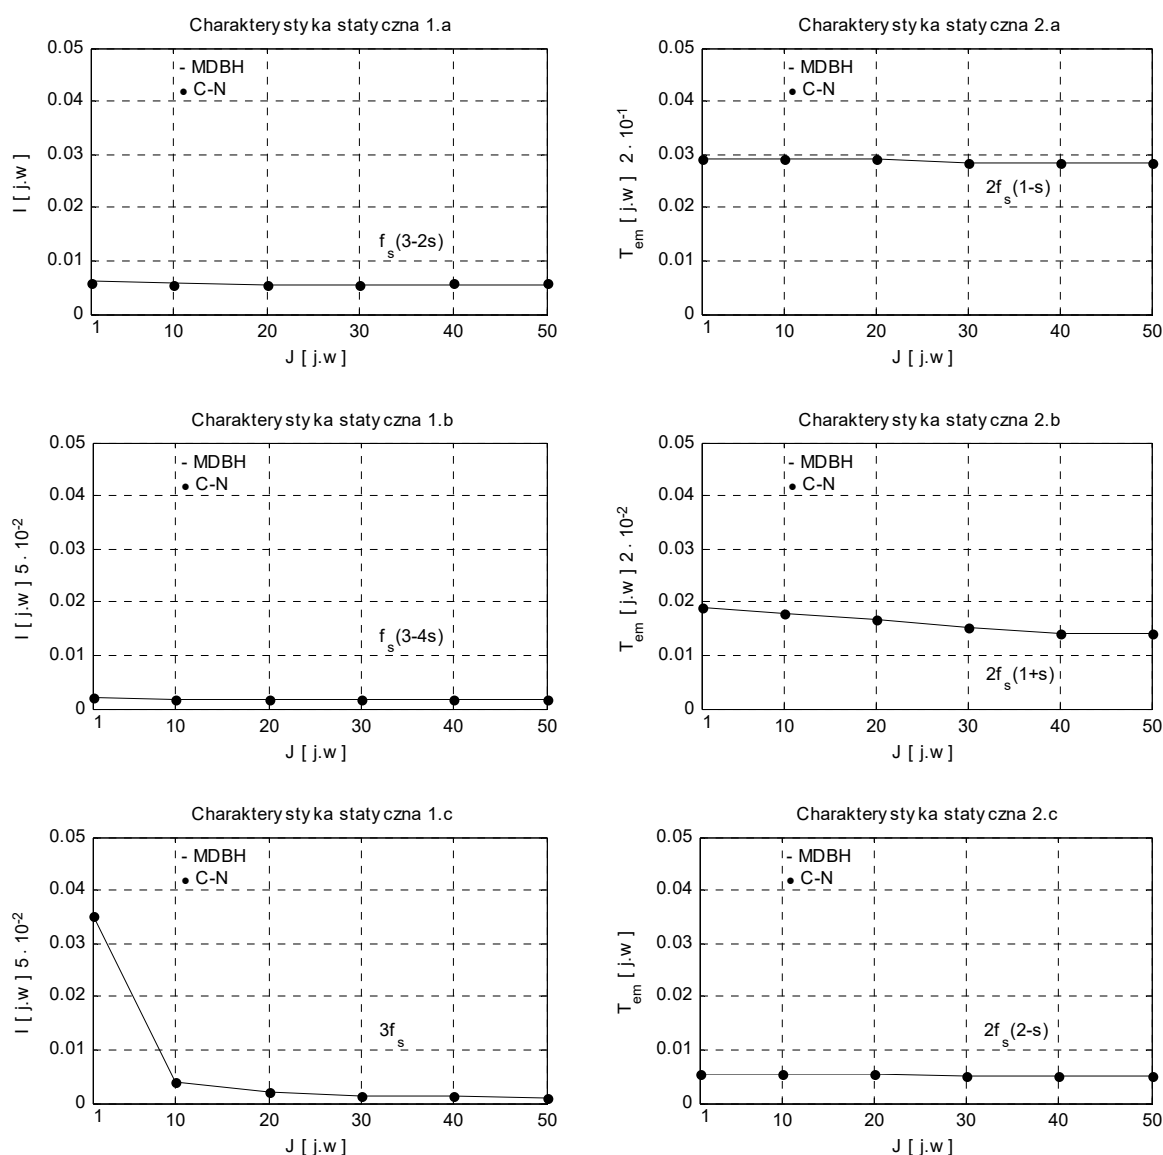 Charakterystyka statyczna 1.a
0.05
0.04
0.03
0.02
0.01
0
I [ j.w]
- MDBH
• C-N
f_s(3-2s)
1 10 20 30 40 50
J [ j.w ]
Charakterystyka statyczna 2.a
0.05
0.04
0.03
0.02
0.01
0
T_em [ j.w ] 2 . 10^-1
- MDBH
• C-N
2f_s(1-s)
1 10 20 30 40 50
J [ j.w ]
Charakterystyka statyczna 1.b
0.05
0.04
0.03
0.02
0.01
0
I [ j.w ] 5 . 10^-2
- MDBH
• C-N
f_s(3-4s)
1 10 20 30 40 50
J [ j.w ]
Charakterystyka statyczna 2.b
0.05
0.04
0.03
0.02
0.01
0
T_em [ j.w ] 2 . 10^-2
- MDBH
• C-N
2f_s(1+s)
1 10 20 30 40 50
J [ j.w ]
Charakterystyka statyczna 1.c
0.05
0.04
0.03
0.02
0.01
0
I [ j.w ] 5 . 10^-2
- MDBH
• C-N
3f_s
1 10 20 30 40 50
J [ j.w ]
Charakterystyka statyczna 2.c
0.05
0.04
0.03
0.02
0.01
0
T_em [ j.w ]
- MDBH
• C-N
2f_s(2-s)
1 10 20 30 40 50
J [ j.w ]